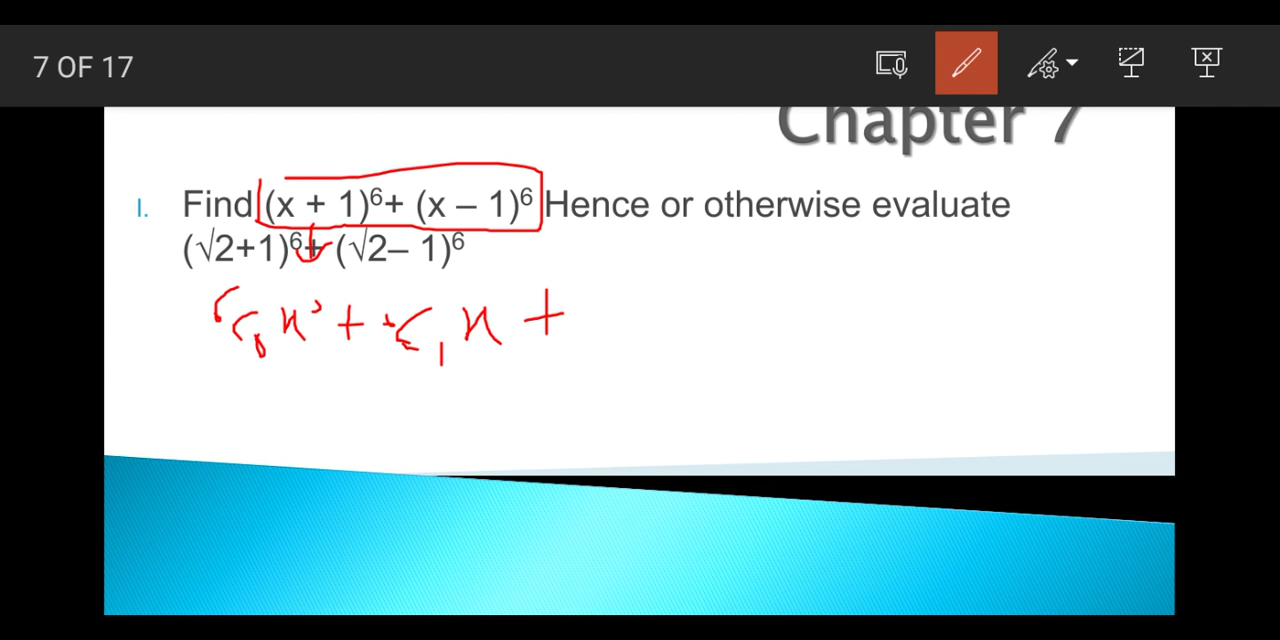 7 OF 17
Chapter 7
I. Find (x + 1)⁶+ (x – 1)⁶ Hence or otherwise evaluate
(√2+1)⁶+ (√2– 1)⁶